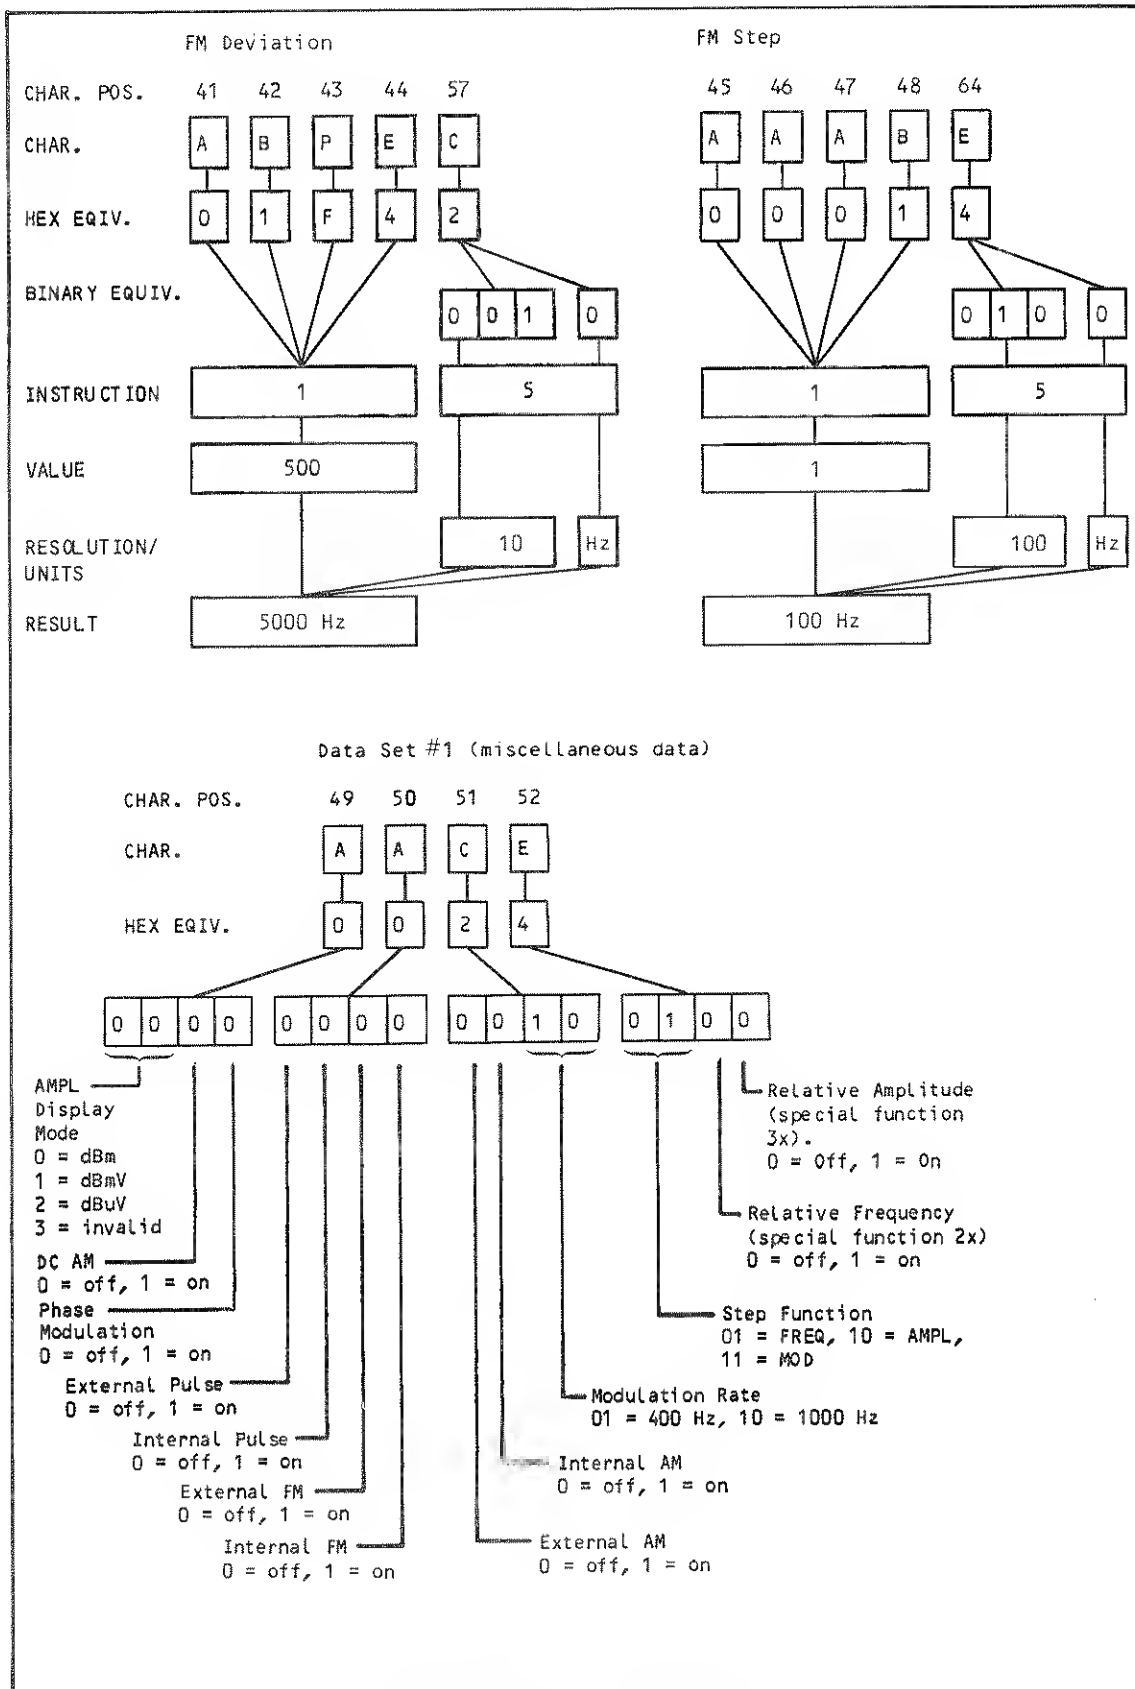 FM Deviation
CHAR. POS. 41 42 43 44 57
CHAR. A B P E C
HEX EQIV. 0 1 F 4 2
BINARY EQUIV. 0 0 1 0
INSTRUCTION 1 5
VALUE 500
RESOLUTION/ 10 Hz
UNITS
RESULT 5000 Hz
FM Step
45 46 47 48 64
A A A B E
0 0 0 1 4
0 1 0 0
1 5
1
100 Hz
100 Hz
Data Set #1 (miscellaneous data)
CHAR. POS. 49 50 51 52
CHAR. A A C E
HEX EQIV. 0 0 2 4
0 0 0 0 0 0 0 0 0 0 1 0 0 1 0 0
AMPL
Display
Mode
0 = dBm
1 = dBmV
2 = dBuV
3 = invalid
DC AM
0 = off, 1 = on
Phase
Modulation
0 = off, 1 = on
External Pulse
0 = off, 1 = on
Internal Pulse
0 = off, 1 = on
External FM
0 = off, 1 = on
Internal FM
0 = off, 1 = on
Relative Amplitude
(special function
3x).
0 = Off, 1 = On
Relative Frequency
(special function 2x)
0 = off, 1 = on
Step Function
01 = FREQ, 10 = AMPL,
11 = MOD
Modulation Rate
01 = 400 Hz, 10 = 1000 Hz
Internal AM
0 = off, 1 = on
External AM
0 = off, 1 = on